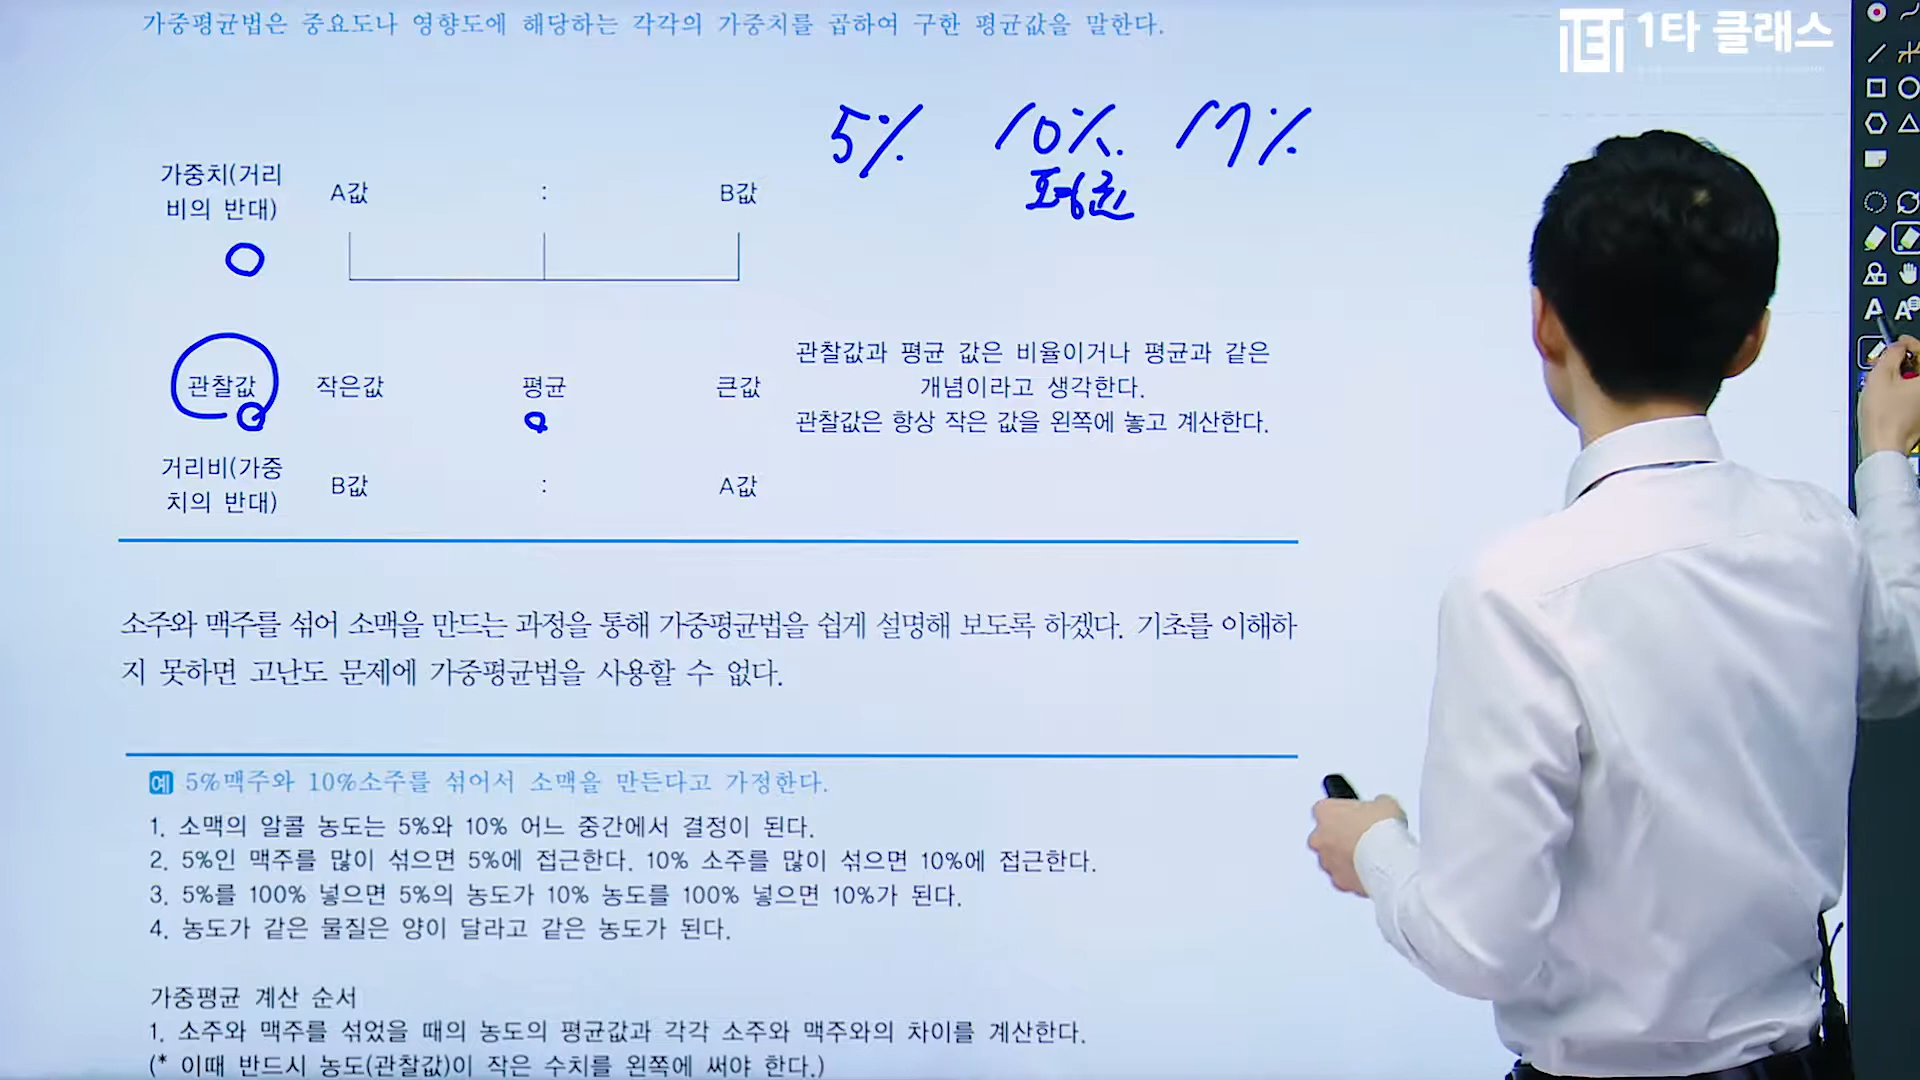 가중평균법은 중요도나 영향도에 해당하는 각각의 가중치를 곱하여 구한 평균값을 말한다.
1타 클래스
5% 10% 17%
평균
가중치(거리
비의 반대)
A값 : B값
관찰값 작은값 평균 큰값
관찰값과 평균 값은 비율이거나 평균과 같은
개념이라고 생각한다.
관찰값은 항상 작은 값을 왼쪽에 놓고 계산한다.
거리비(가중
치의 반대)
B값 : A값
소주와 맥주를 섞어 소맥을 만드는 과정을 통해 가중평균법을 쉽게 설명해 보도록 하겠다. 기초를 이해하
지 못하면 고난도 문제에 가중평균법을 사용할 수 없다.
예 5%맥주와 10%소주를 섞어서 소맥을 만든다고 가정한다.
1. 소맥의 알콜 농도는 5%와 10% 어느 중간에서 결정이 된다.
2. 5%인 맥주를 많이 섞으면 5%에 접근한다. 10% 소주를 많이 섞으면 10%에 접근한다.
3. 5%를 100% 넣으면 5%의 농도가 10% 농도를 100% 넣으면 10%가 된다.
4. 농도가 같은 물질은 양이 달라고 같은 농도가 된다.
가중평균 계산 순서
1. 소주와 맥주를 섞었을 때의 농도의 평균값과 각각 소주와 맥주와의 차이를 계산한다.
(* 이때 반드시 농도(관찰값)이 작은 수치를 왼쪽에 써야 한다.)